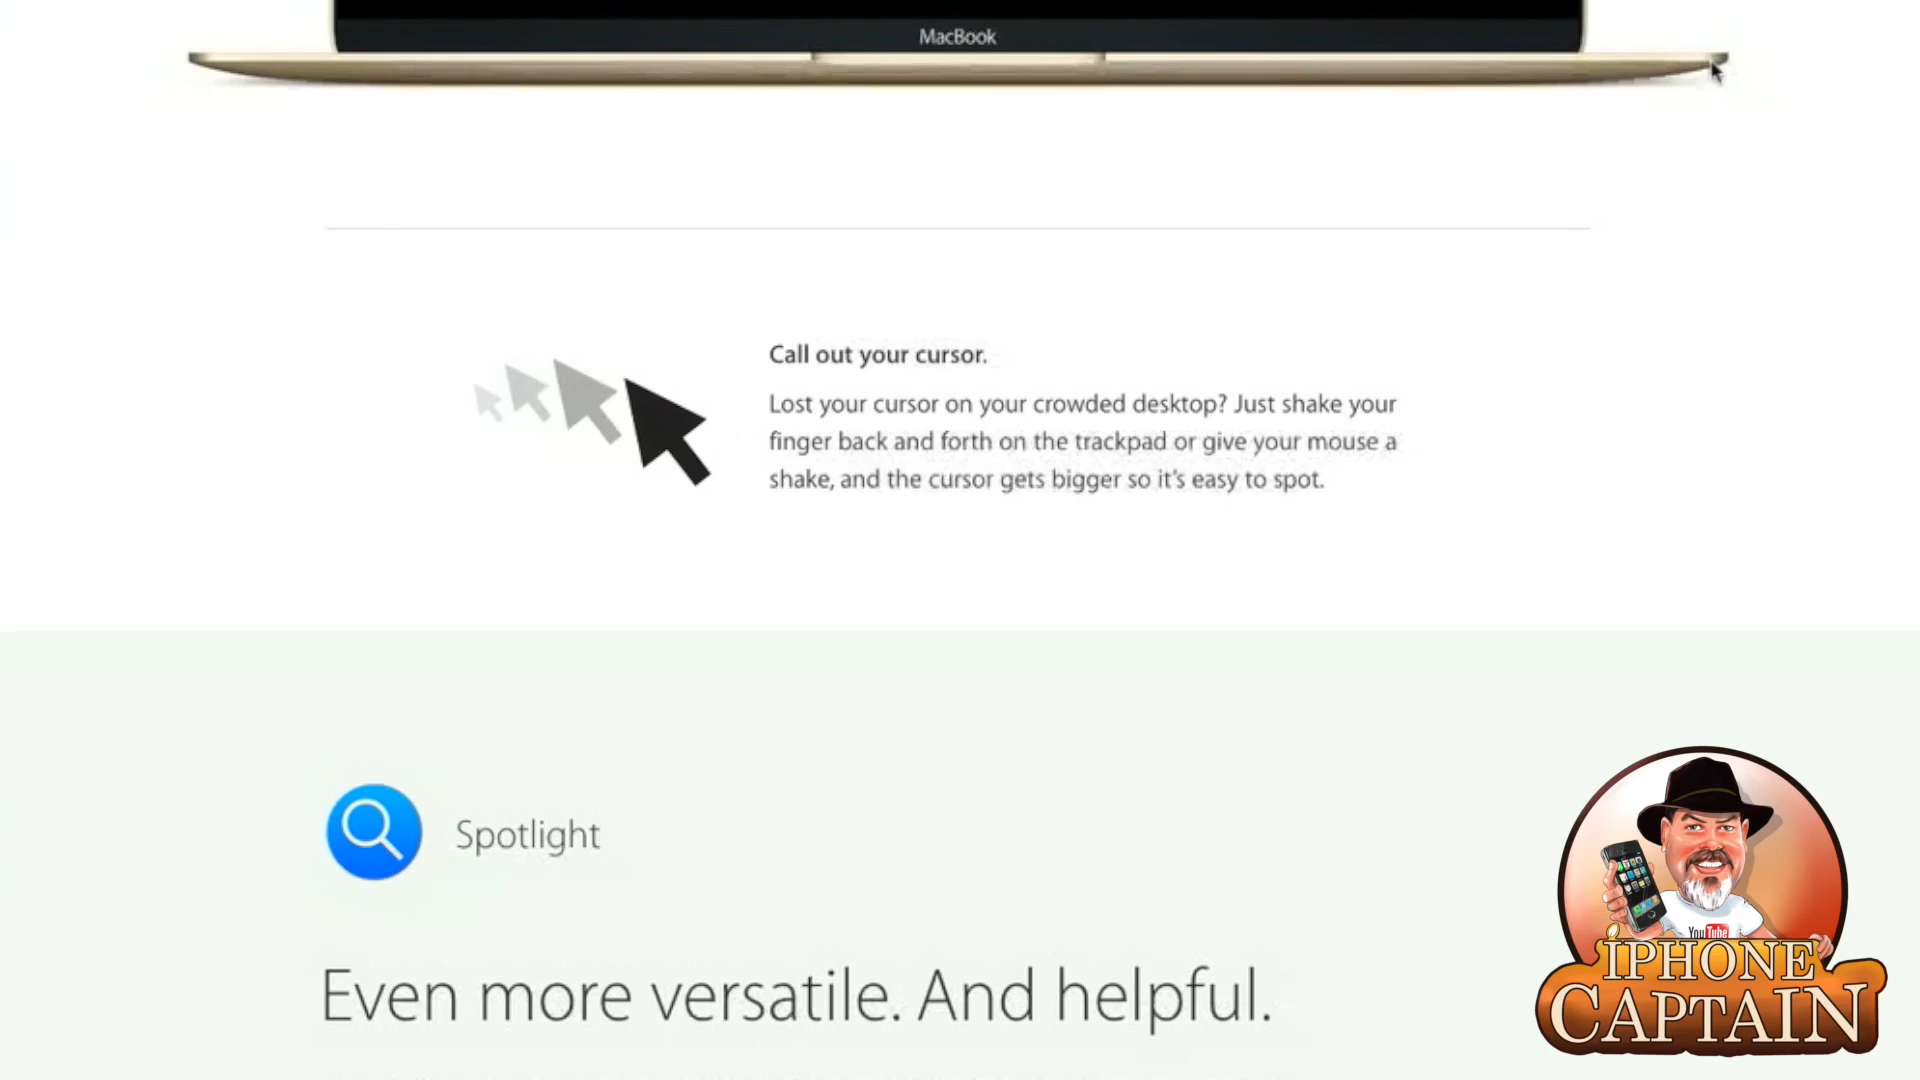 MacBook
Call out your cursor.
Lost your cursor on your crowded desktop? Just shake your
finger back and forth on the trackpad or give your mouse a
shake, and the cursor gets bigger so it's easy to spot.
Spotlight
Even more versatile. And helpful.
YouTube
IPHONE
CAPTAIN